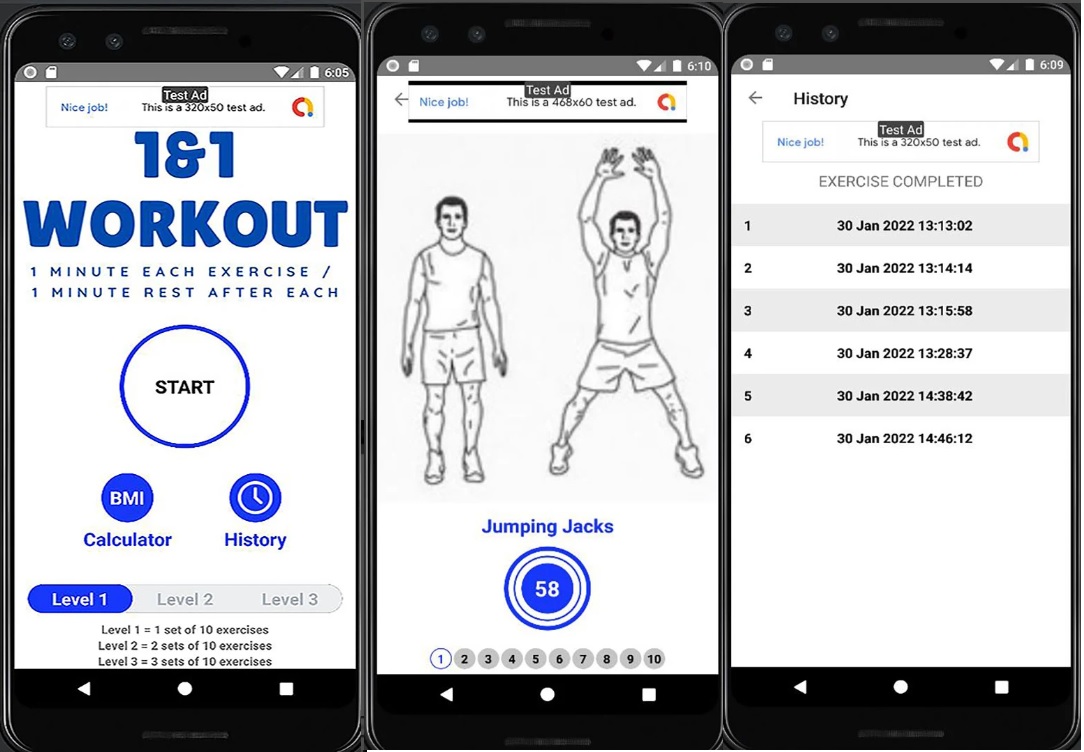 6:05
Test Ad
Nice job!
This is a 320x50 test ad.
1&1
WORKOUT
1 MINUTE EACH EXERCISE /
1 MINUTE REST AFTER EACH
START
BMI
Calculator
History
Level 1 Level 2 Level 3
Level 1 = 1 set of 10 exercises
Level 2 = 2 sets of 10 exercises
Level 3 = 3 sets of 10 exercises
6:10
Test Ad
Nice job!
This is a 468x60 test ad.
Jumping Jacks
58
1 2 3 4 5 6 7 8 9 10
6:09
History
Test Ad
Nice job!
This is a 320x50 test ad.
EXERCISE COMPLETED
1 30 Jan 2022 13:13:02
2 30 Jan 2022 13:14:14
3 30 Jan 2022 13:15:58
4 30 Jan 2022 13:28:37
5 30 Jan 2022 14:38:42
6 30 Jan 2022 14:46:12